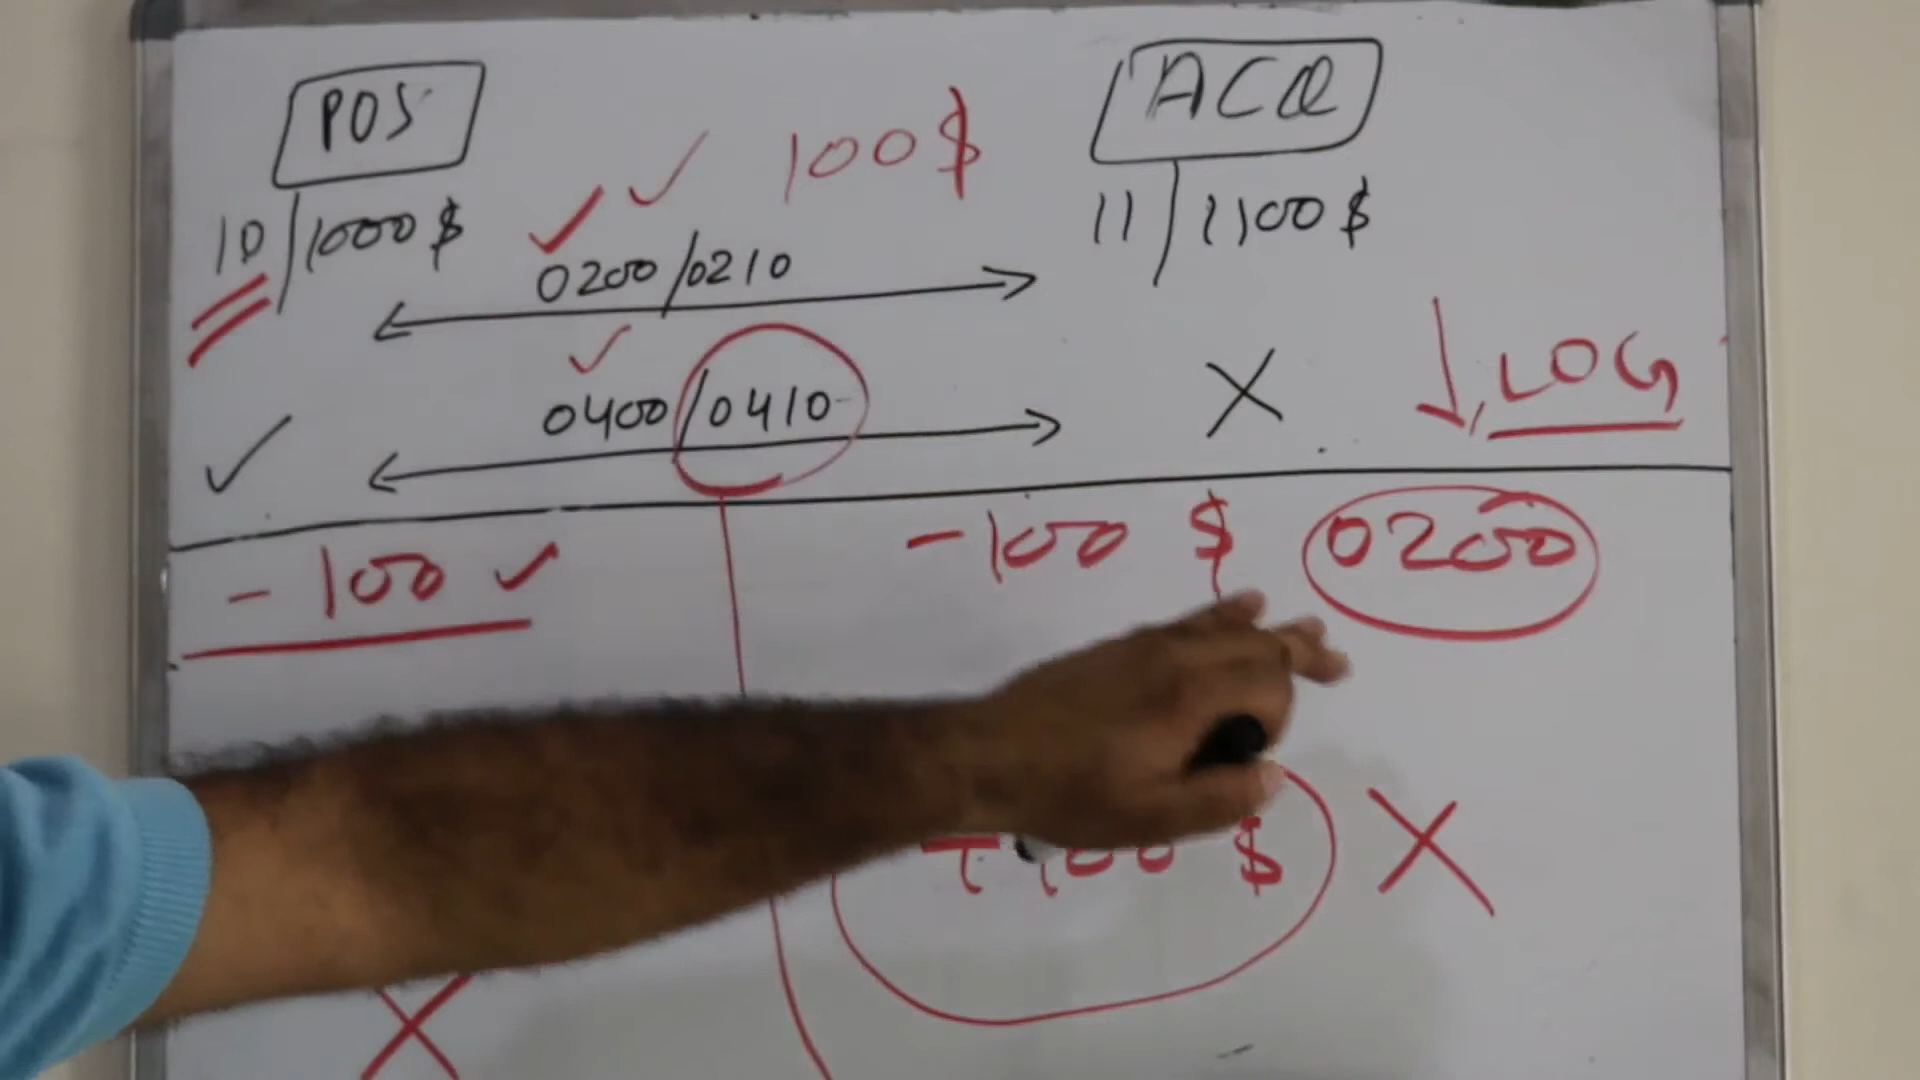 POS
ACQ
100 $
10 / 1000 $
11 / 1100 $
0200 / 0210
0400 / 0410
LOG
- 100
- 100 $
0200
100 $